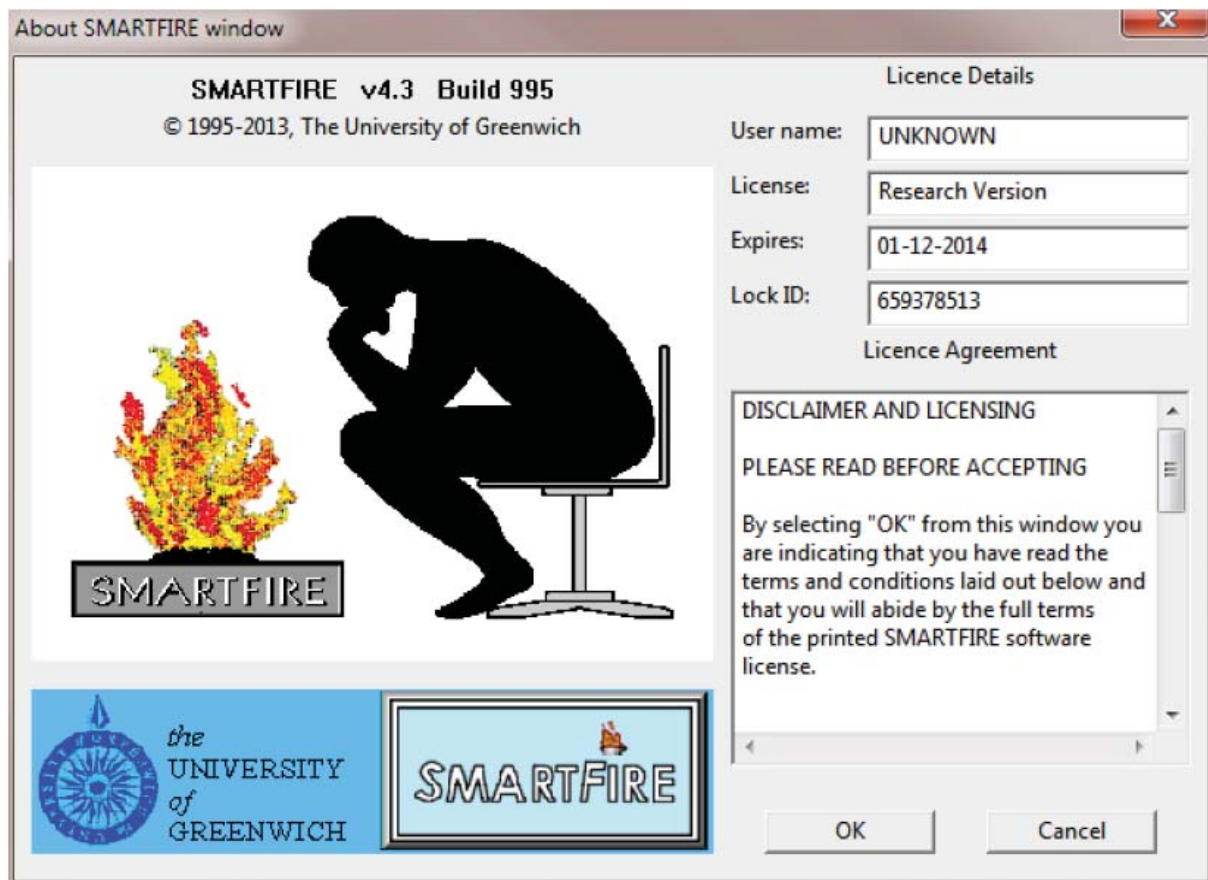 About SMARTFIRE window
SMARTFIRE v4.3 Build 995
© 1995-2013, The University of Greenwich
SMARTFIRE
the
UNIVERSITY
of
GREENWICH
SMARTFIRE
Licence Details
User name: UNKNOWN
License: Research Version
Expires: 01-12-2014
Lock ID: 659378513
Licence Agreement
DISCLAIMER AND LICENSING
PLEASE READ BEFORE ACCEPTING
By selecting "OK" from this window you
are indicating that you have read the
terms and conditions laid out below and
that you will abide by the full terms
of the printed SMARTFIRE software
license.
OK Cancel